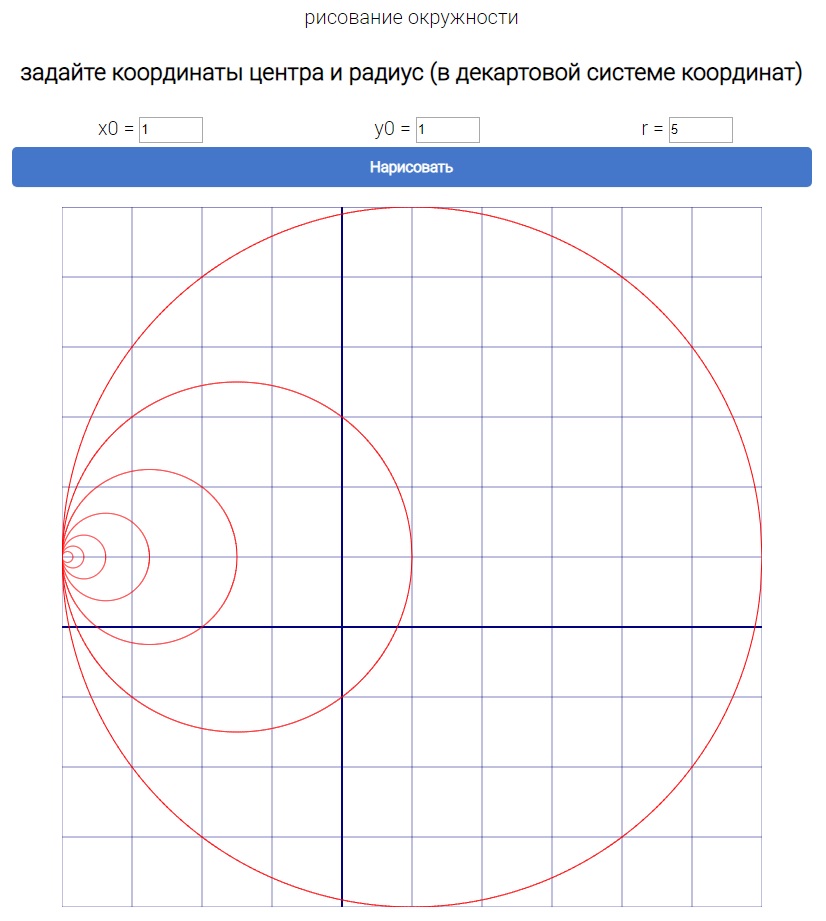 рисование окружности
задайте координаты центра и радиус (в декартовой системе координат)
x0 = 1 y0 = 1 r = 5
Нарисовать